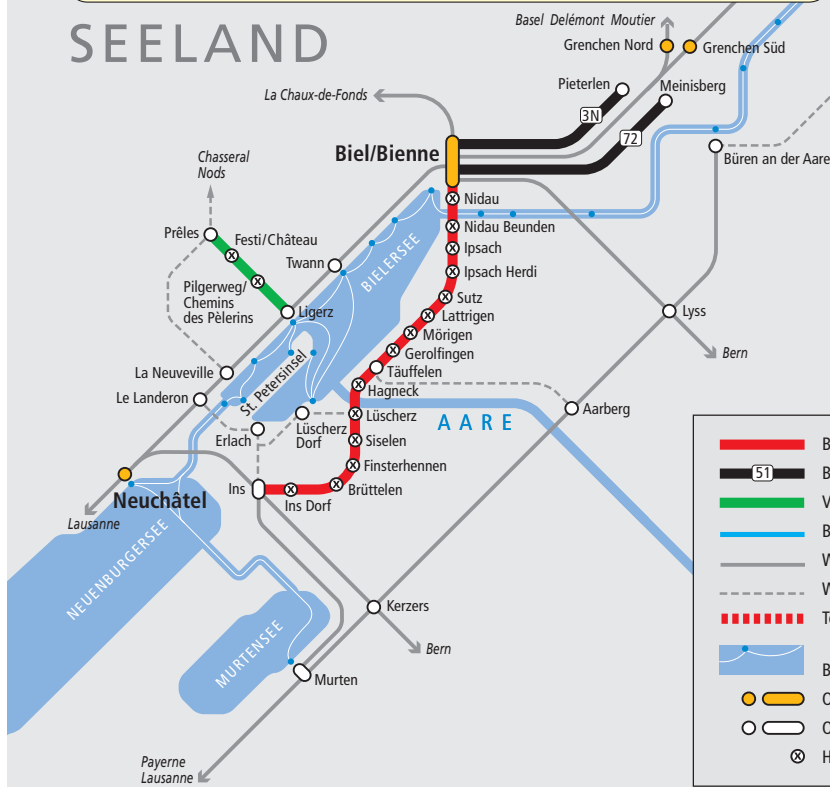 SEELAND
Basel Delémont Moutier
Grenchen Nord
Grenchen Süd
La Chaux-de-Fonds
Pieterlen
Meinisberg
3N
72
Biel/Bienne
Büren an der Aare
Chasseral
Nods
Nidau
Prêles
Festi/Château
Nidau Beunden
Twann
Ipsach
BIELERSEE
Ipsach Herdi
Pilgerweg/
Chemins
des Pèlerins
Ligerz
Sutz
Lattrigen
Lyss
Mörigen
Gerolfingen
Bern
St. Petersinsel
La Neuveville
Täuffelen
Le Landeron
Hagneck
Aarberg
Lüscherz
AARE
Erlach
Lüscherz
Dorf
Siselen
Finsterhennen
Neuchâtel
Ins
Ins Dorf
Brüttelen
Lausanne
NEUENBURGERSEE
MURTENSEE
Kerzers
Bern
Murten
Payerne
Lausanne
B
51
B
V
B
W
W
B
O
O
H